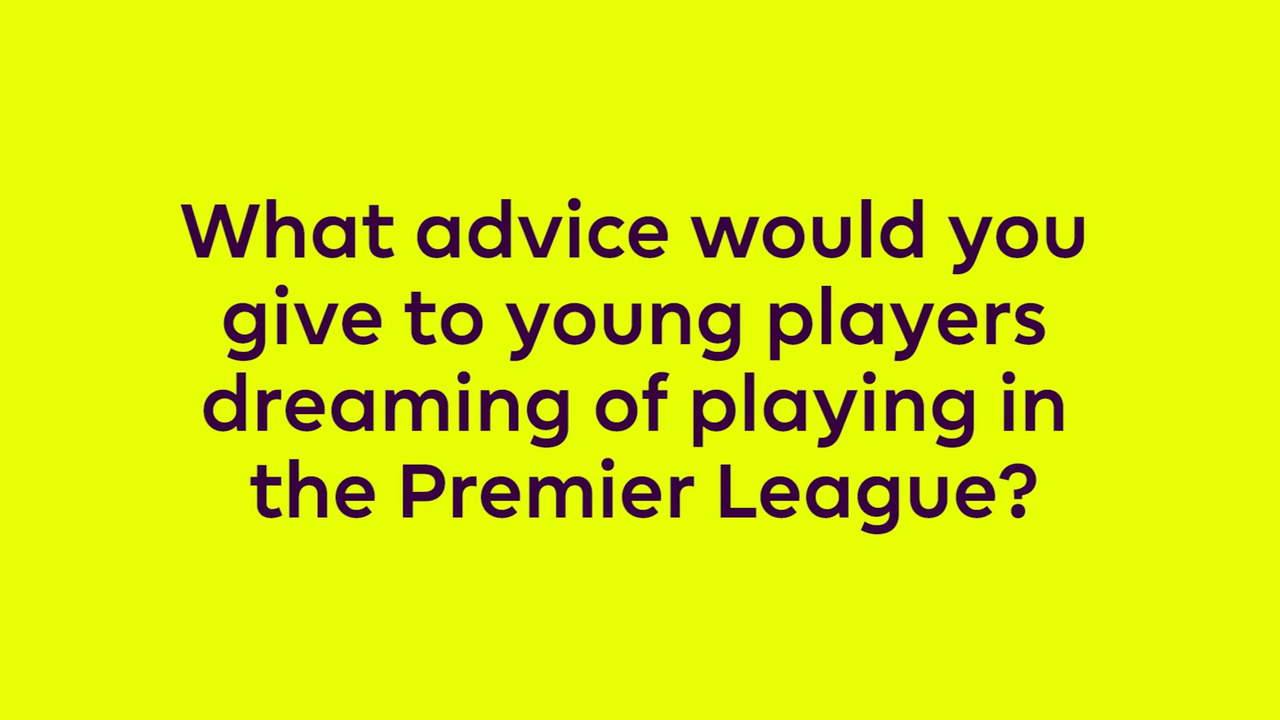 What advice would you
give to young players
dreaming of playing in
the Premier League?